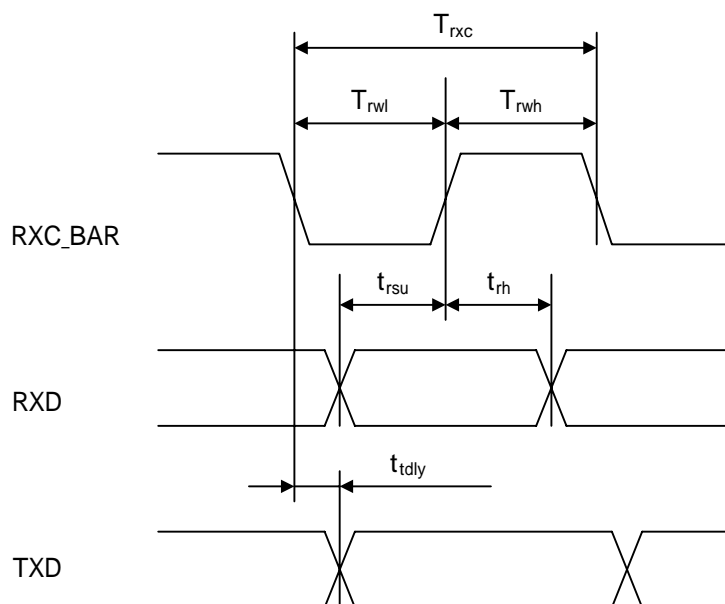 Trxc
Trwl
Trwh
RXC_BAR
trsu
trh
RXD
ttdly
TXD